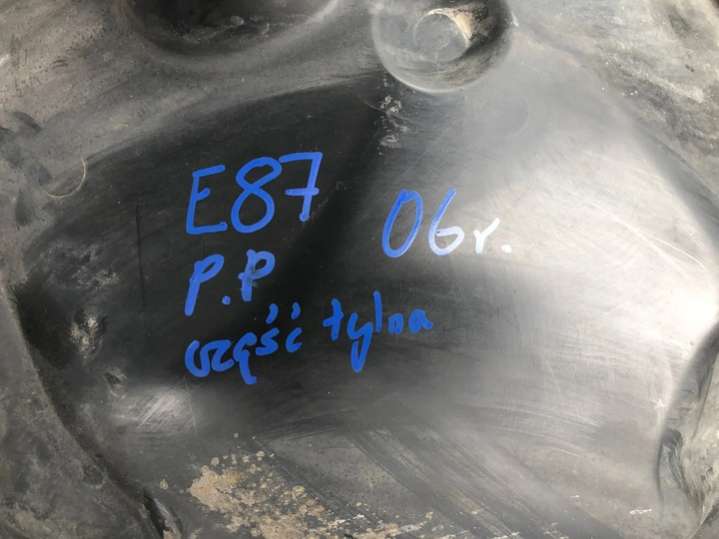 E87 06r.
P.P
część tylna